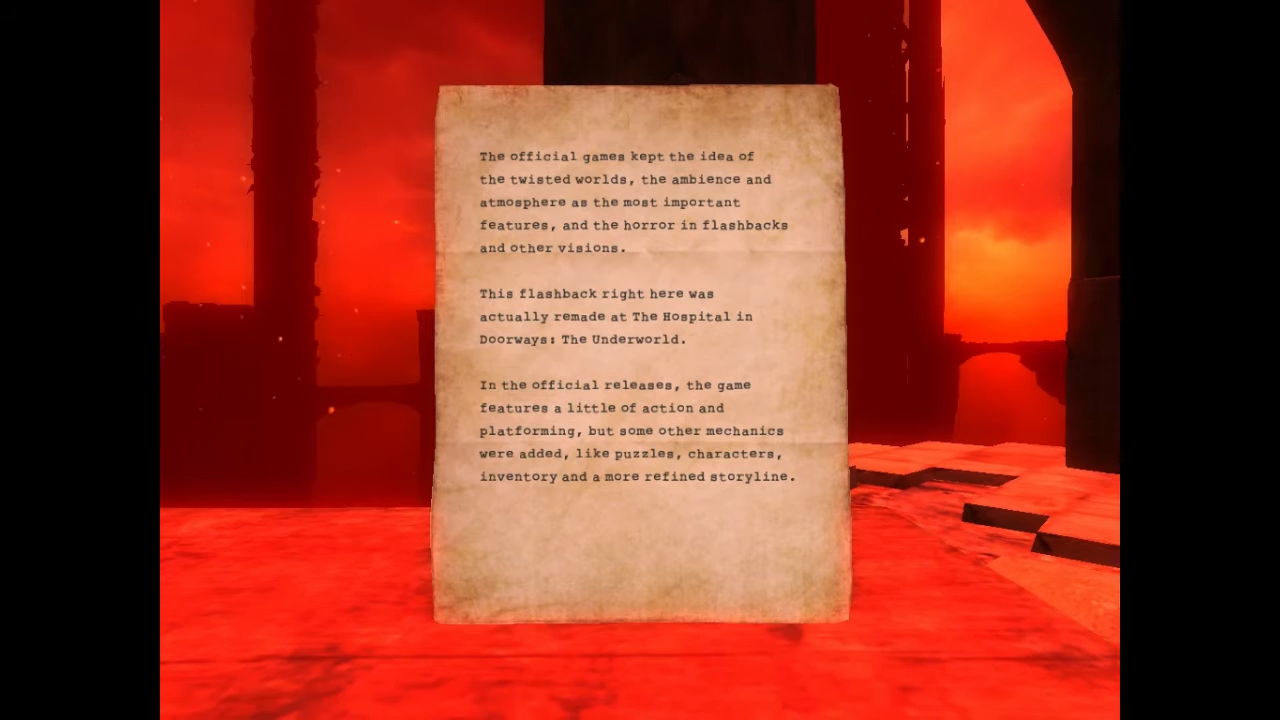 The official games kept the idea of
the twisted worlds, the ambience and
atmosphere as the most important
features, and the horror in flashbacks
and other visions.
This flashback right here was
actually remade at The Hospital in
Doorways: The Underworld.
In the official releases, the game
features a little of action and
platforming, but some other mechanics
were added, like puzzles, characters,
inventory and a more refined storyline.